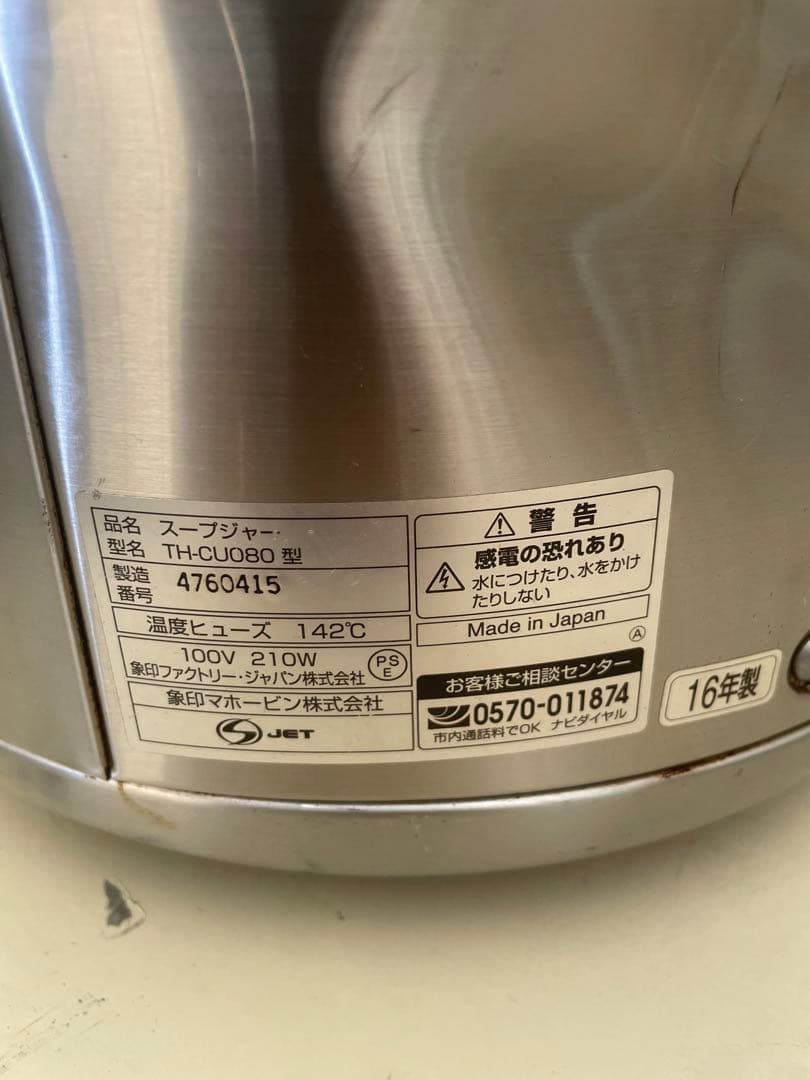 品名 スープジャー
型名 TH-CU080 型
製造番号 4760415
温度ヒューズ 142℃
100V 210W
象印ファクトリー・ジャパン株式会社
PSE
象印マホービン株式会社
S JET
警告
感電の恐れあり
水につけたり、水をかけ
たりしない
Made in Japan
A
お客様ご相談センター
0570-011874
市内通話料でOK ナビダイヤル
16年製